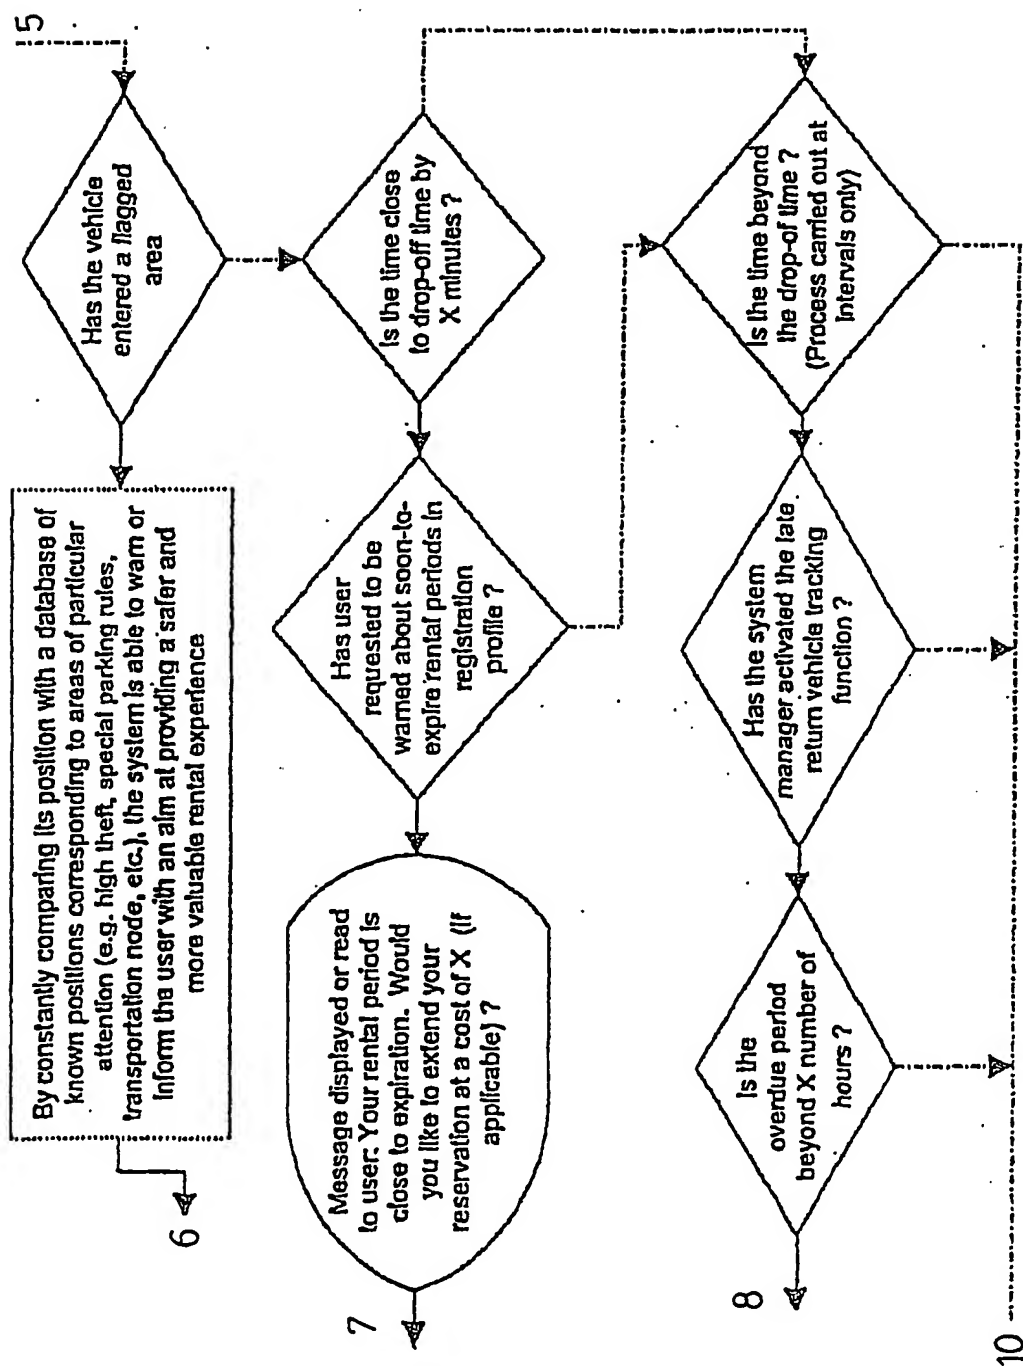 5
Has the vehicle
entered a flagged
area
By constantly comparing its position with a database of
known positions corresponding to areas of particular
attention (e.g. high theft, special parking rules,
transportation node, etc.), the system is able to warn or
inform the user with an aim at providing a safer and
more valuable rental experience
6
Is the time close
to drop-off time by
X minutes ?
Has user
requested to be
warned about soon-to-
expire rental periods in
registration
profile ?
Message displayed or read
to user: Your rental period is
close to expiration. Would
you like to extend your
reservation at a cost of X (if
applicable) ?
7
Is the time beyond
the drop-of time ?
(Process carried out at
Intervals only)
Has the system
manager activated the late
return vehicle tracking
function ?
Is the
overdue period
beyond X number of
hours ?
8
10